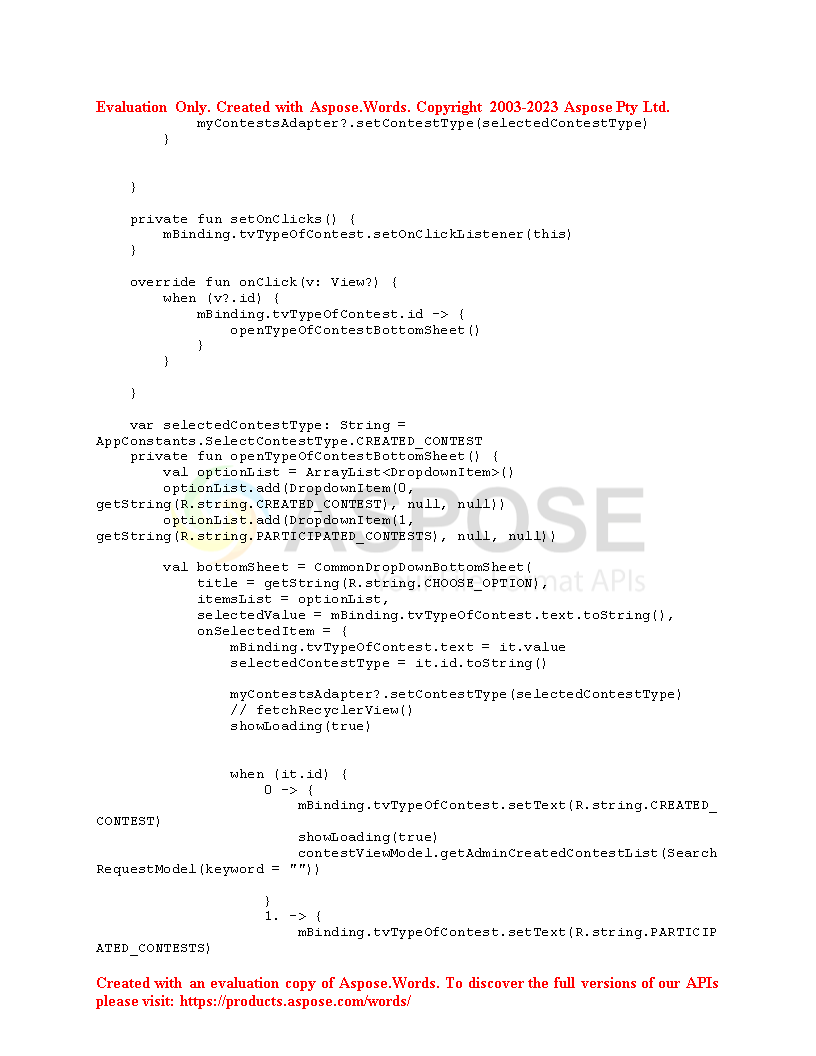 Evaluation Only. Created with Aspose.Words. Copyright 2003-2023 Aspose Pty Ltd.
            myContestsAdapter?.setContestType(selectedContestType)
        }


    }

    private fun setOnClicks() {
        mBinding.tvTypeOfContest.setOnClickListener(this)
    }

    override fun onClick(v: View?) {
        when (v?.id) {
            mBinding.tvTypeOfContest.id -> {
                openTypeOfContestBottomSheet()
            }
        }

    }

    var selectedContestType: String =
AppConstants.SelectContestType.CREATED_CONTEST
    private fun openTypeOfContestBottomSheet() {
        val optionList = ArrayList<DropdownItem>()
        optionList.add(DropdownItem(0,
getString(R.string.CREATED_CONTEST), null, null))
        optionList.add(DropdownItem(1,
getString(R.string.PARTICIPATED_CONTESTS), null, null))
ASPOSE

        val bottomSheet = CommonDropDownBottomSheet(
            title = getString(R.string.CHOOSE_OPTION),
            itemsList = optionList,
            selectedValue = mBinding.tvTypeOfContest.text.toString(),
            onSelectedItem = {
                mBinding.tvTypeOfContest.text = it.value
                selectedContestType = it.id.toString()

                myContestsAdapter?.setContestType(selectedContestType)
                // fetchRecyclerView()
                showLoading(true)


                when (it.id) {
                    0 -> {
                        mBinding.tvTypeOfContest.setText(R.string.CREATED_
CONTEST)
                        showLoading(true)
                        contestViewModel.getAdminCreatedContestList(Search
RequestModel(keyword = ""))

                    }
                    1. -> {
                        mBinding.tvTypeOfContest.setText(R.string.PARTICIP
ATED_CONTESTS)

Created with an evaluation copy of Aspose.Words. To discover the full versions of our APIs
please visit: https://products.aspose.com/words/